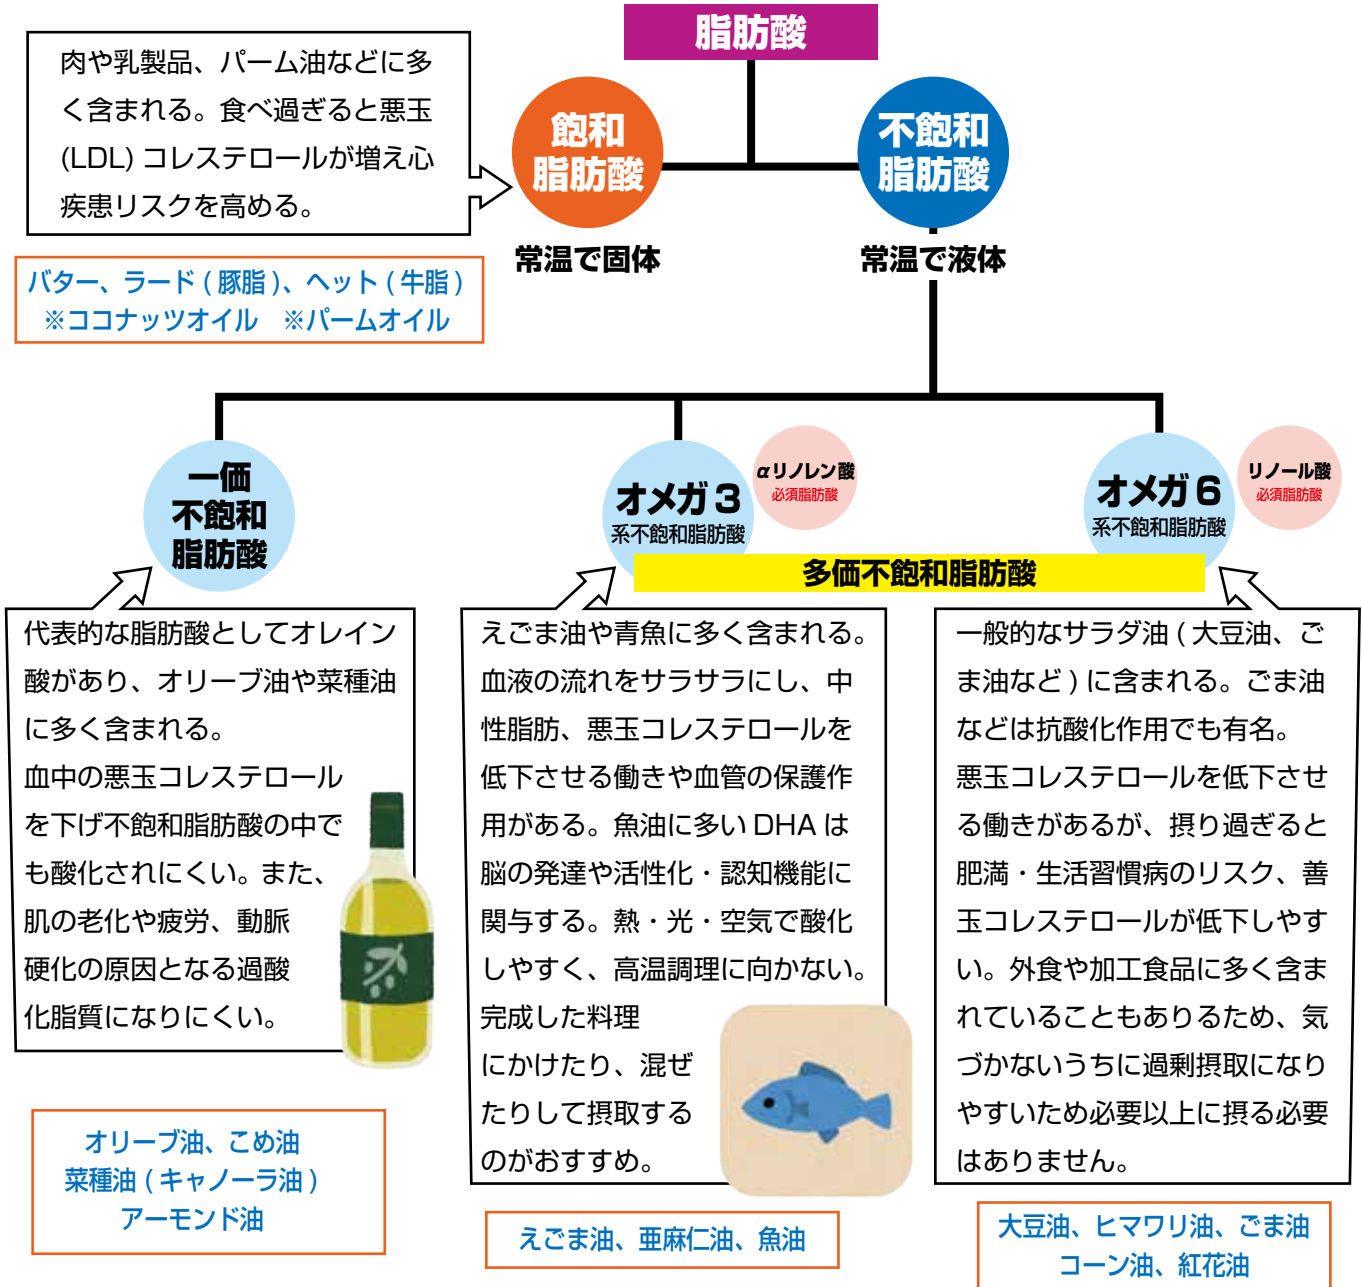 脂肪酸
肉や乳製品、パーム油などに多
く含まれる。食べ過ぎると悪玉
(LDL) コレステロールが増え心
疾患リスクを高める。
飽和
脂肪酸
不飽和
脂肪酸
常温で固体
常温で液体
バター、ラード ( 豚脂 )、ヘット ( 牛脂 )
※ココナッツオイル　※パームオイル
一価
不飽和
脂肪酸
オメガ 3
系不飽和脂肪酸
αリノレン酸
必須脂肪酸
オメガ 6
系不飽和脂肪酸
リノール酸
必須脂肪酸
多価不飽和脂肪酸
代表的な脂肪酸としてオレイン
酸があり、オリーブ油や菜種油
に多く含まれる。
血中の悪玉コレステロール
を下げ不飽和脂肪酸の中で
も酸化されにくい。また、
肌の老化や疲労、動脈
硬化の原因となる過酸
化脂質になりにくい。
オリーブ油、こめ油
菜種油 ( キャノーラ油 )
アーモンド油
えごま油や青魚に多く含まれる。
血液の流れをサラサラにし、中
性脂肪、悪玉コレステロールを
低下させる働きや血管の保護作
用がある。魚油に多い DHA は
脳の発達や活性化・認知機能に
関与する。熱・光・空気で酸化
しやすく、高温調理に向かない。
完成した料理
にかけたり、混ぜ
たりして摂取する
のがおすすめ。
えごま油、亜麻仁油、魚油
一般的なサラダ油 ( 大豆油、ご
ま油など ) に含まれる。ごま油
などは抗酸化作用でも有名。
悪玉コレステロールを低下させ
る働きがあるが、摂り過ぎると
肥満・生活習慣病のリスク、善
玉コレステロールが低下しやす
い。外食や加工食品に多く含ま
れていることもありるため、気
づかないうちに過剰摂取になり
やすいため必要以上に摂る必要
はありません。
大豆油、ヒマワリ油、ごま油
コーン油、紅花油